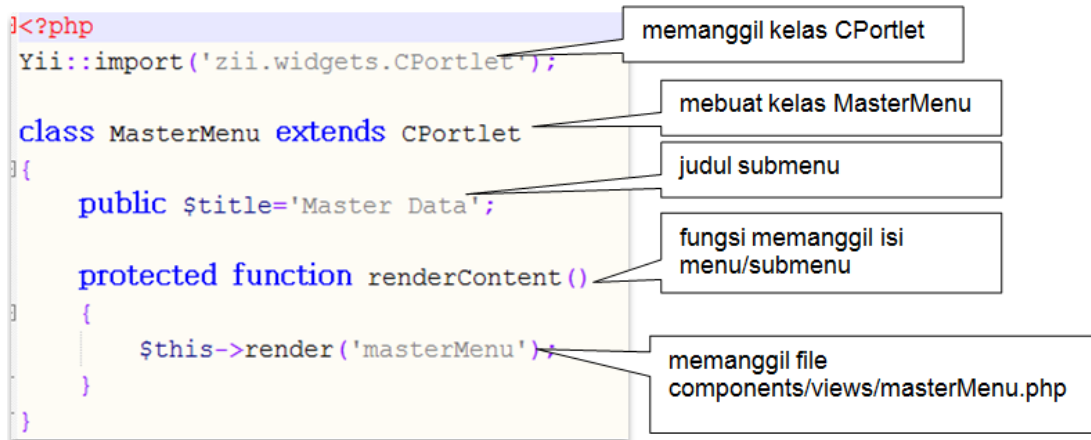 <?php
memanggil kelas CPortlet
Yii::import('zii.widgets.CPortlet');
mebuat kelas MasterMenu
class MasterMenu extends CPortlet
{
judul submenu
public $title='Master Data';
fungsi memanggil isi
menu/submenu
protected function renderContent()
{
$this->render('masterMenu');
memanggil file
components/views/masterMenu.php
}
}